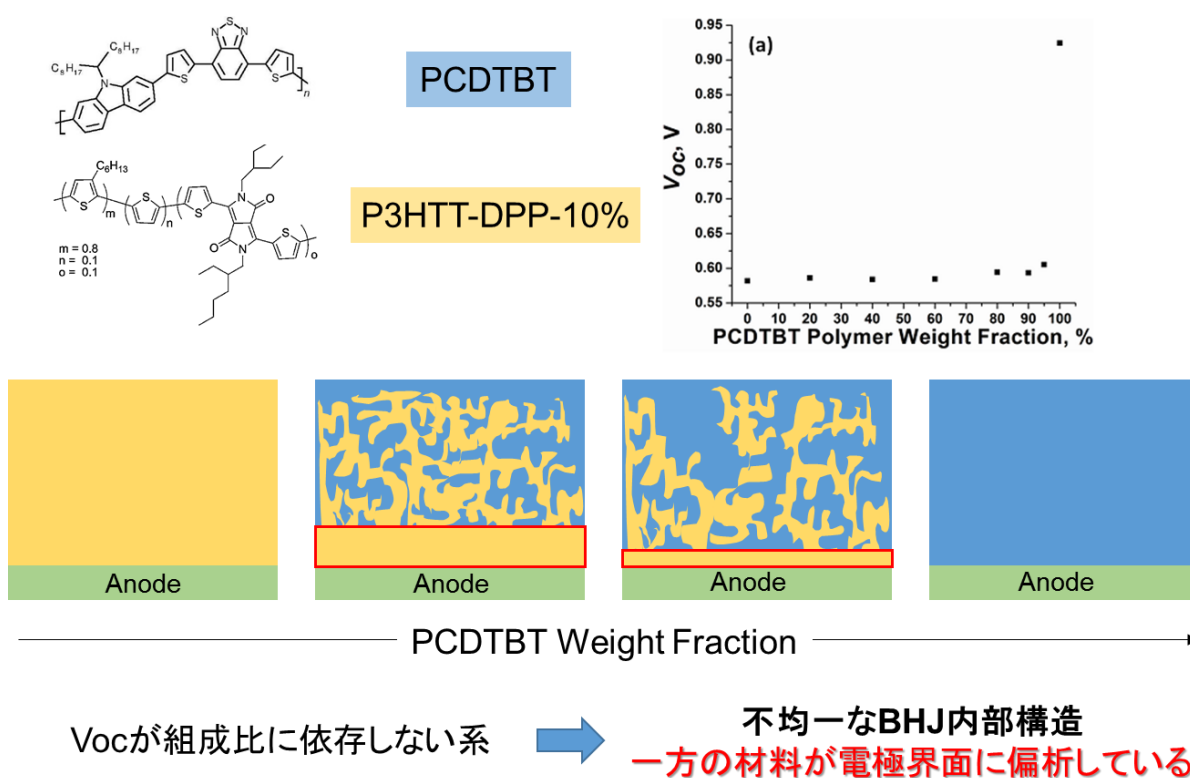 C8H17
C8H17
N
S
N
N
S
S
n
PCDTBT
C6H13
S
m
S
n
S
N
O
O
N
S
o
m = 0.8
n = 0.1
o = 0.1
P3HTT-DPP-10%
(a)
Voc, V
0.95
0.90
0.85
0.80
0.75
0.70
0.65
0.60
0.55
0 10 20 30 40 50 60 70 80 90 100
PCDTBT Polymer Weight Fraction, %
Anode
Anode
Anode
Anode
PCDTBT Weight Fraction
Vocが組成比に依存しない系
不均一なBHJ内部構造
一方の材料が電極界面に偏析している